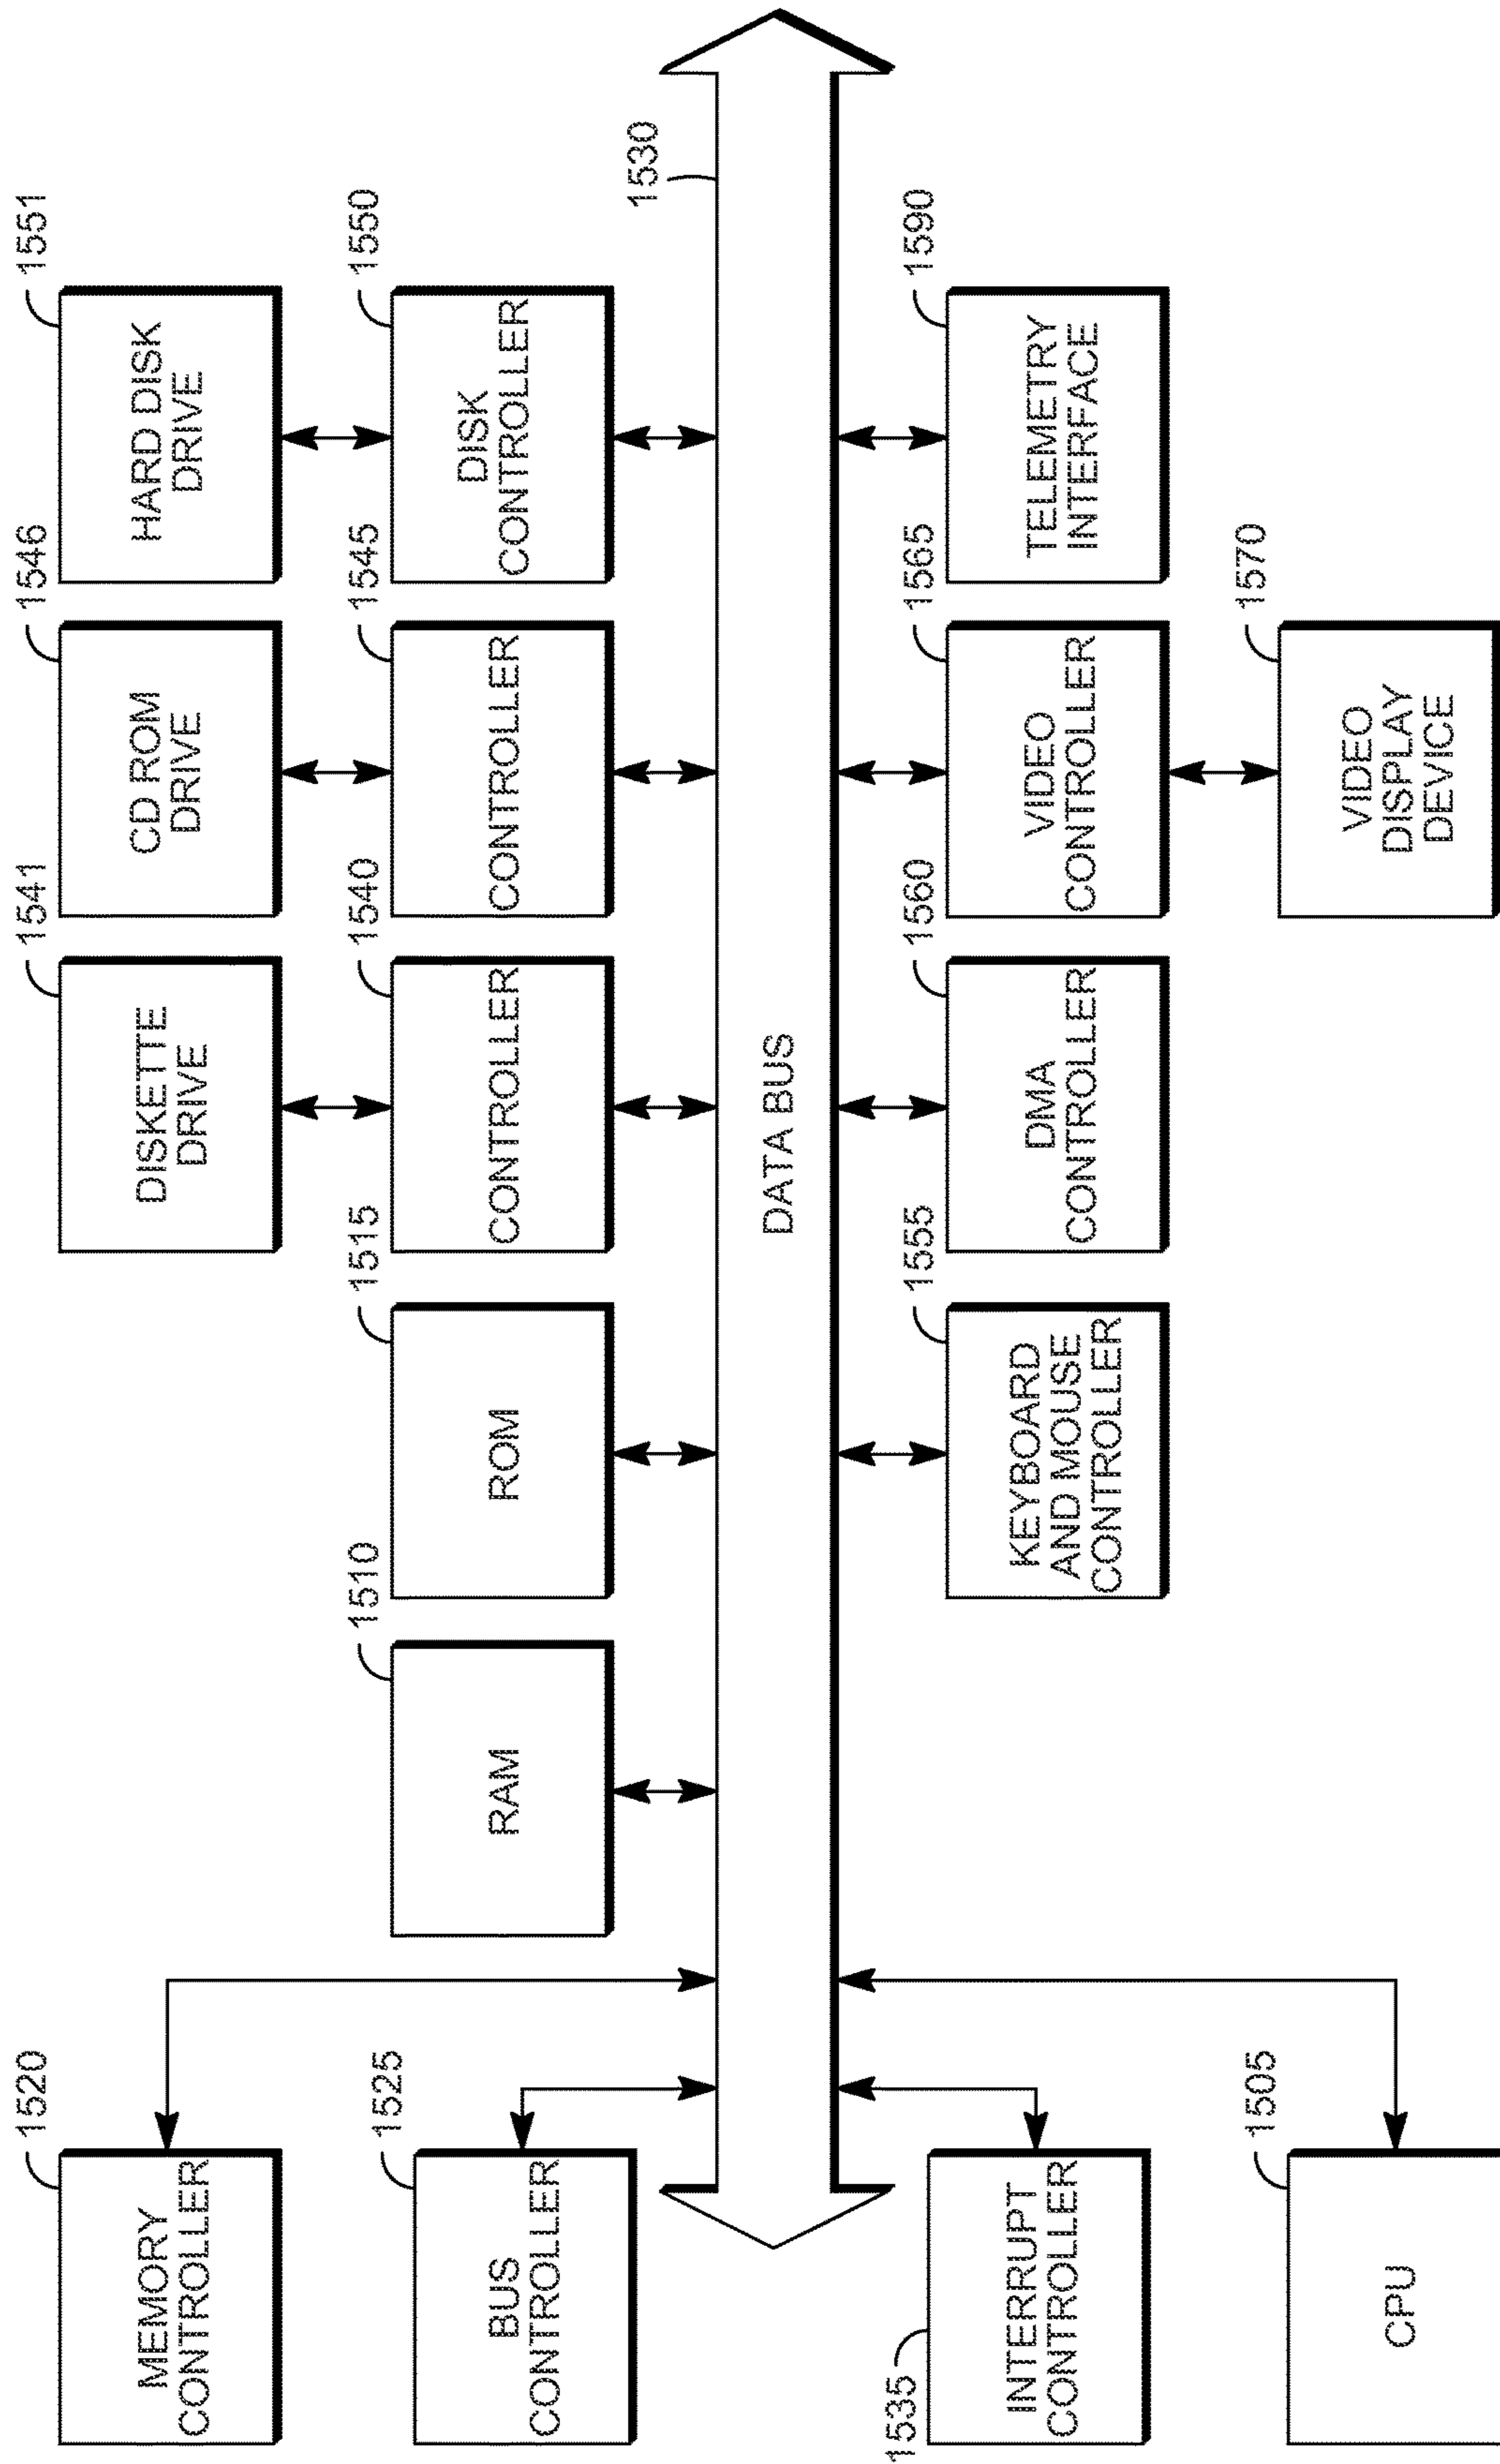 1520
MEMORY
CONTROLLER
1541
DISKETTE
DRIVE
1546
CD ROM
DRIVE
1551
HARD DISK
DRIVE
1525
BUS
CONTROLLER
1510
RAM
1515
ROM
1540
CONTROLLER
1545
CONTROLLER
1550
DISK
CONTROLLER
1530
DATA BUS
1535
INTERRUPT
CONTROLLER
1555
KEYBOARD
AND MOUSE
CONTROLLER
1560
DMA
CONTROLLER
1565
VIDEO
CONTROLLER
1590
TELEMETRY
INTERFACE
1505
CPU
1570
VIDEO
DISPLAY
DEVICE